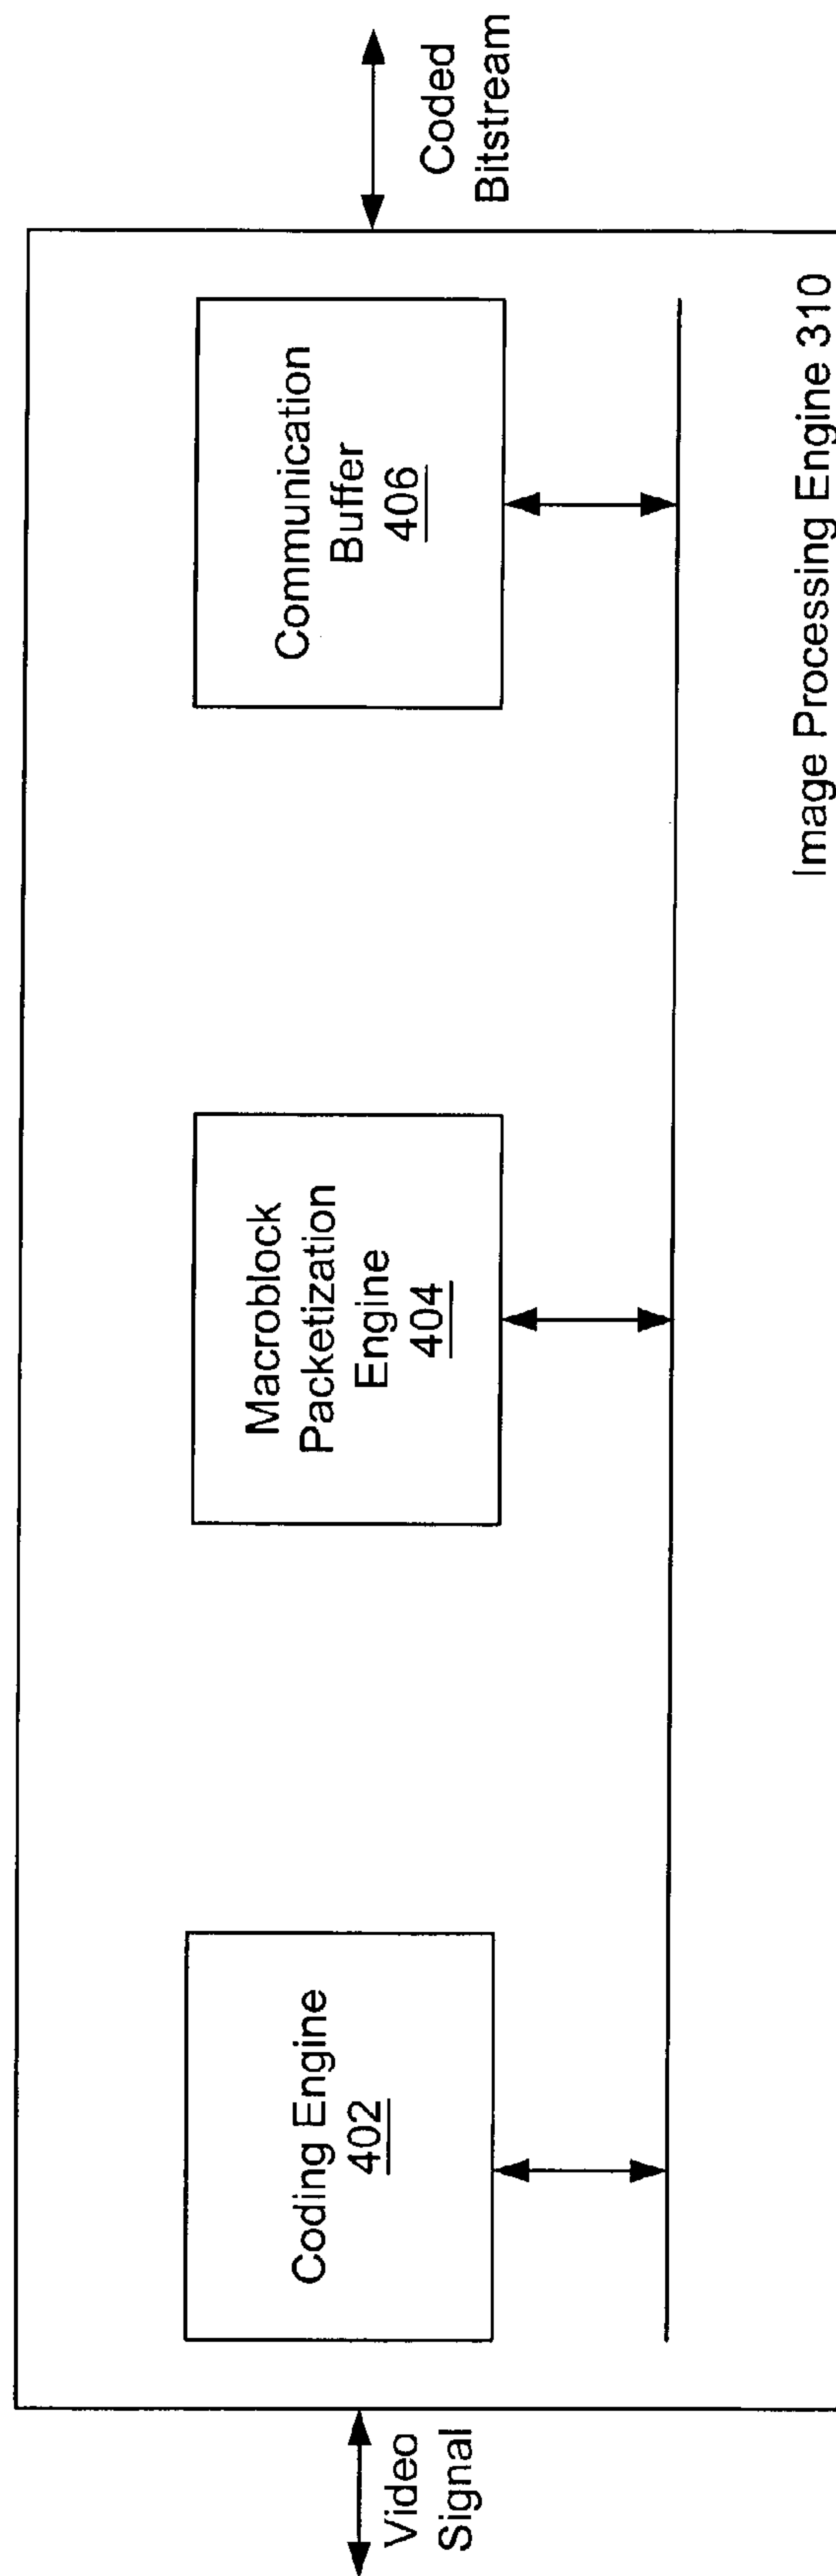 Video
Signal
Coding Engine
402
Macroblock
Packetization
Engine
404
Communication
Buffer
406
Coded
Bitstream
Image Processing Engine 310